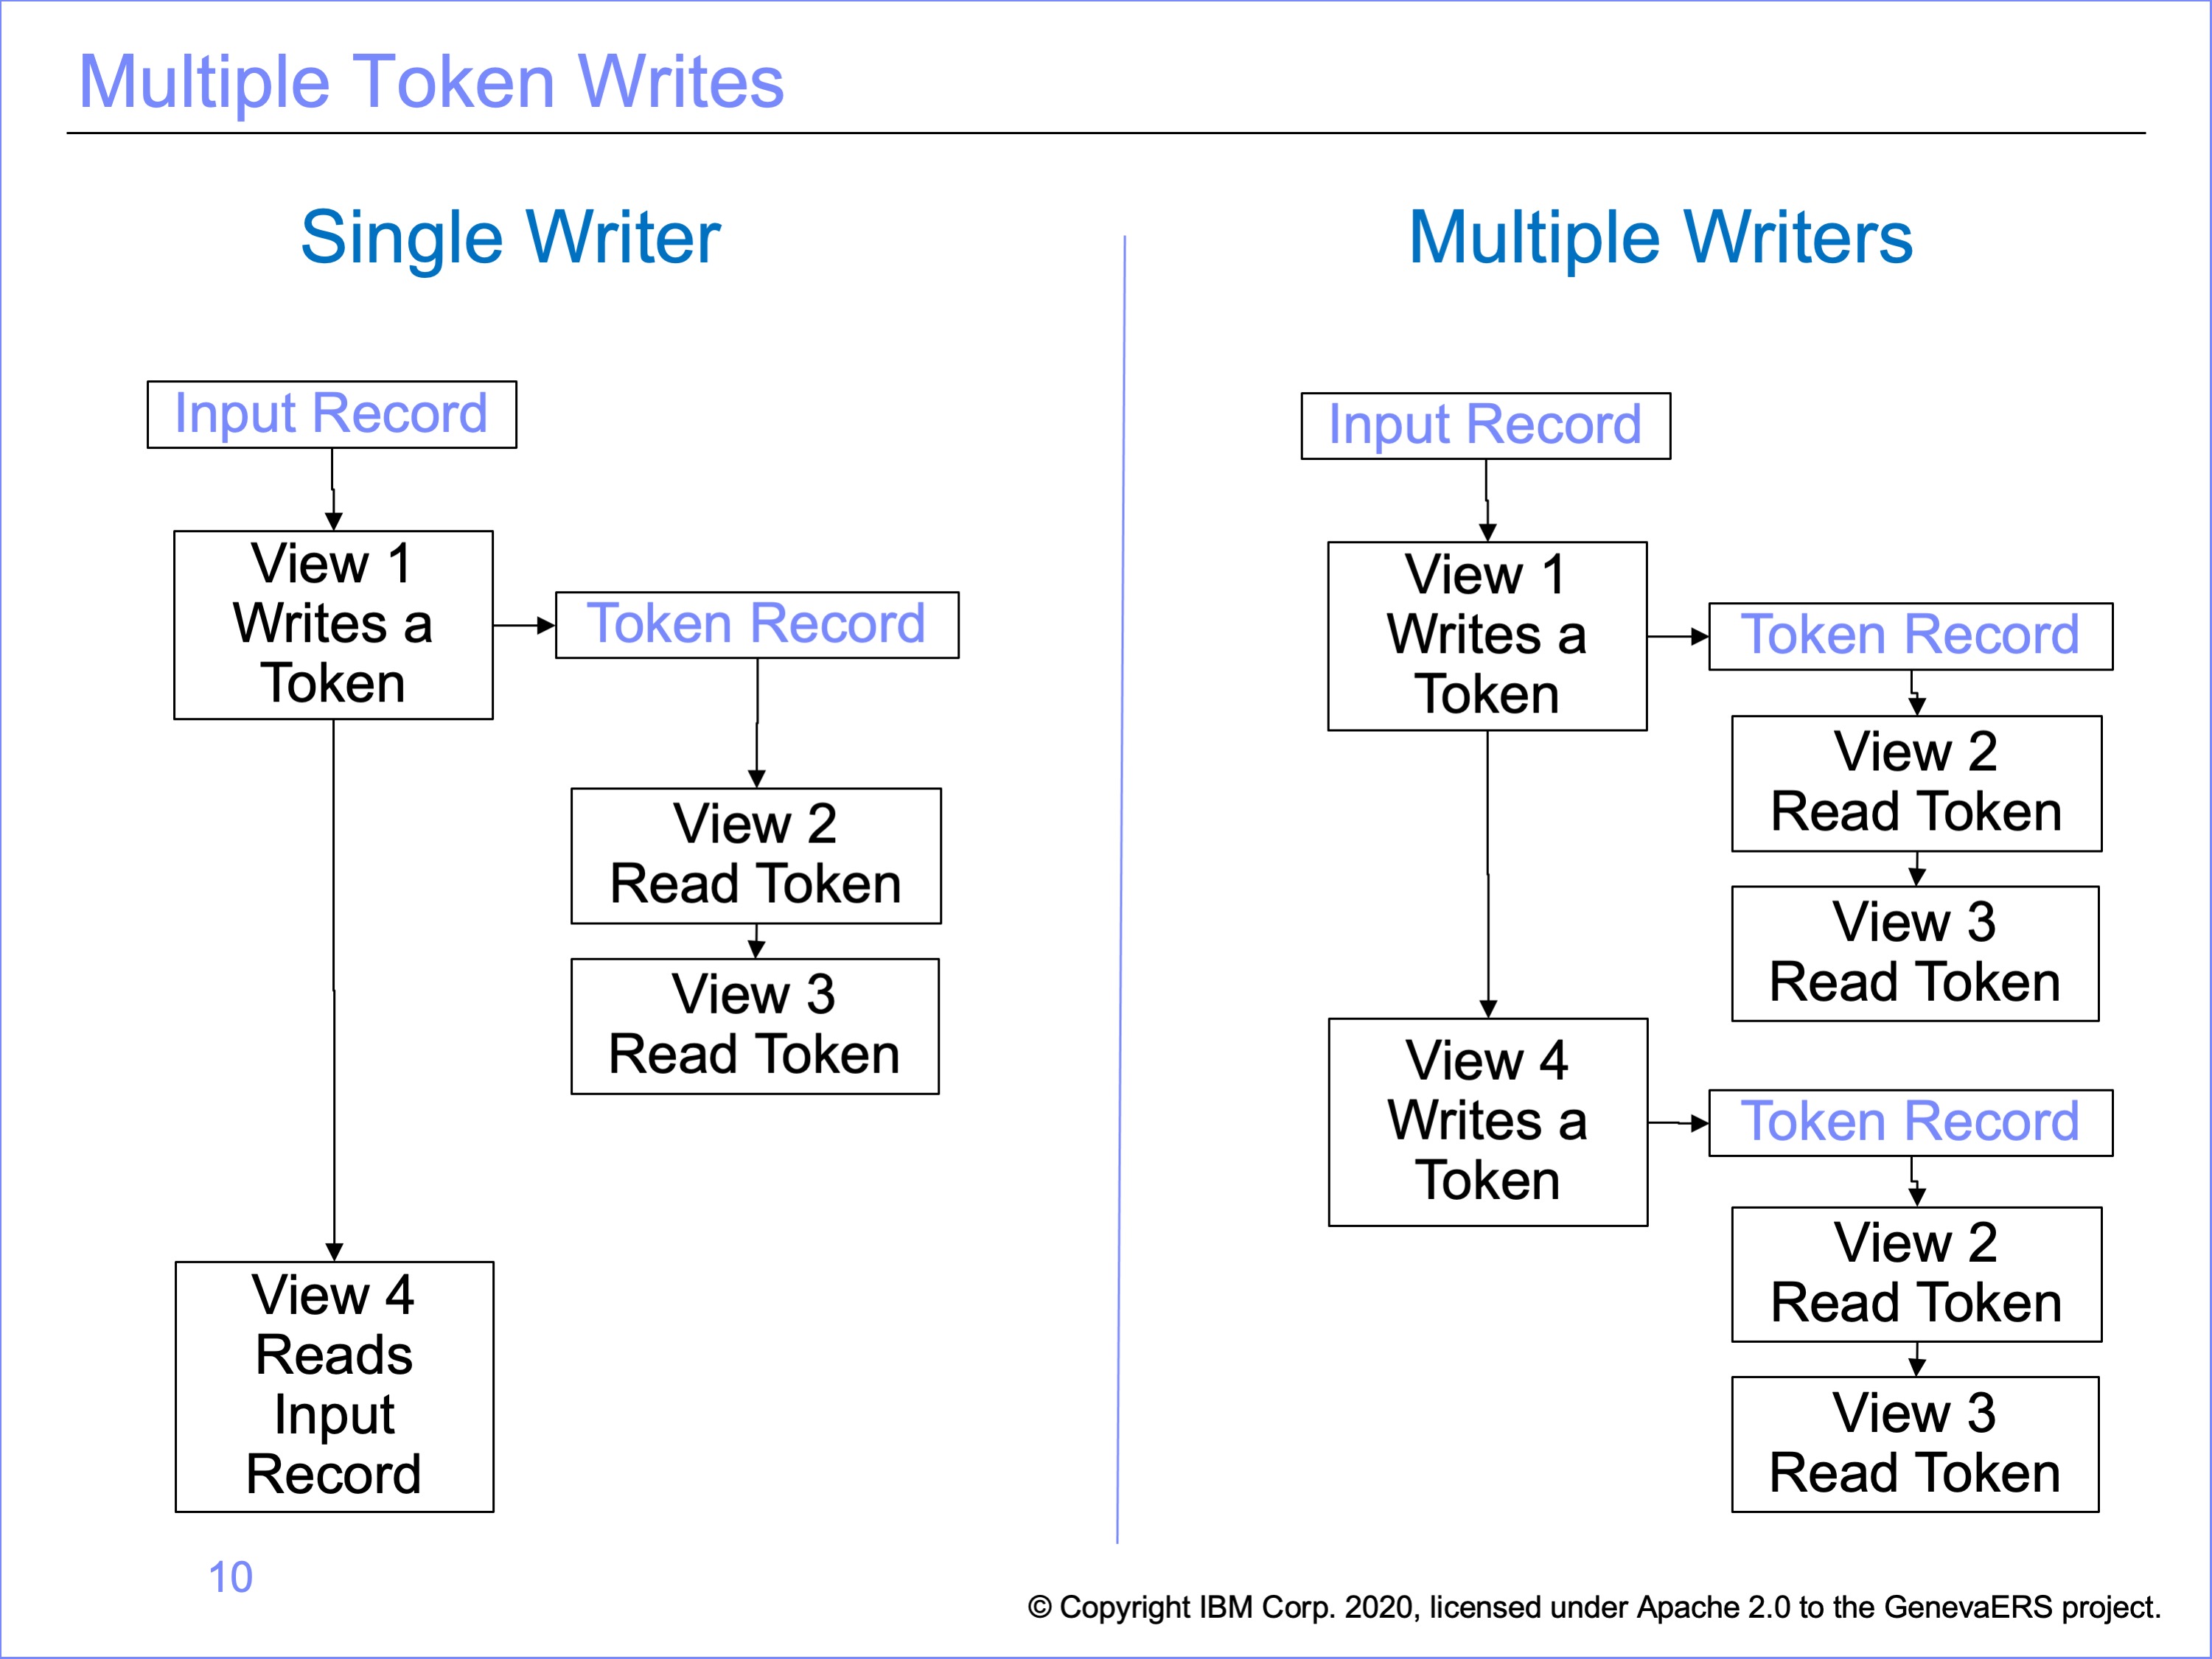 Multiple Token Writes
Single Writer
Input Record
View 1
Writes a
Token
Token Record
View 2
Read Token
View 3
Read Token
View 4
Reads
Input
Record
Multiple Writers
Input Record
View 1
Writes a
Token
Token Record
View 2
Read Token
View 3
Read Token
View 4
Writes a
Token
Token Record
View 2
Read Token
View 3
Read Token
10
© Copyright IBM Corp. 2020, licensed under Apache 2.0 to the GenevaERS project.